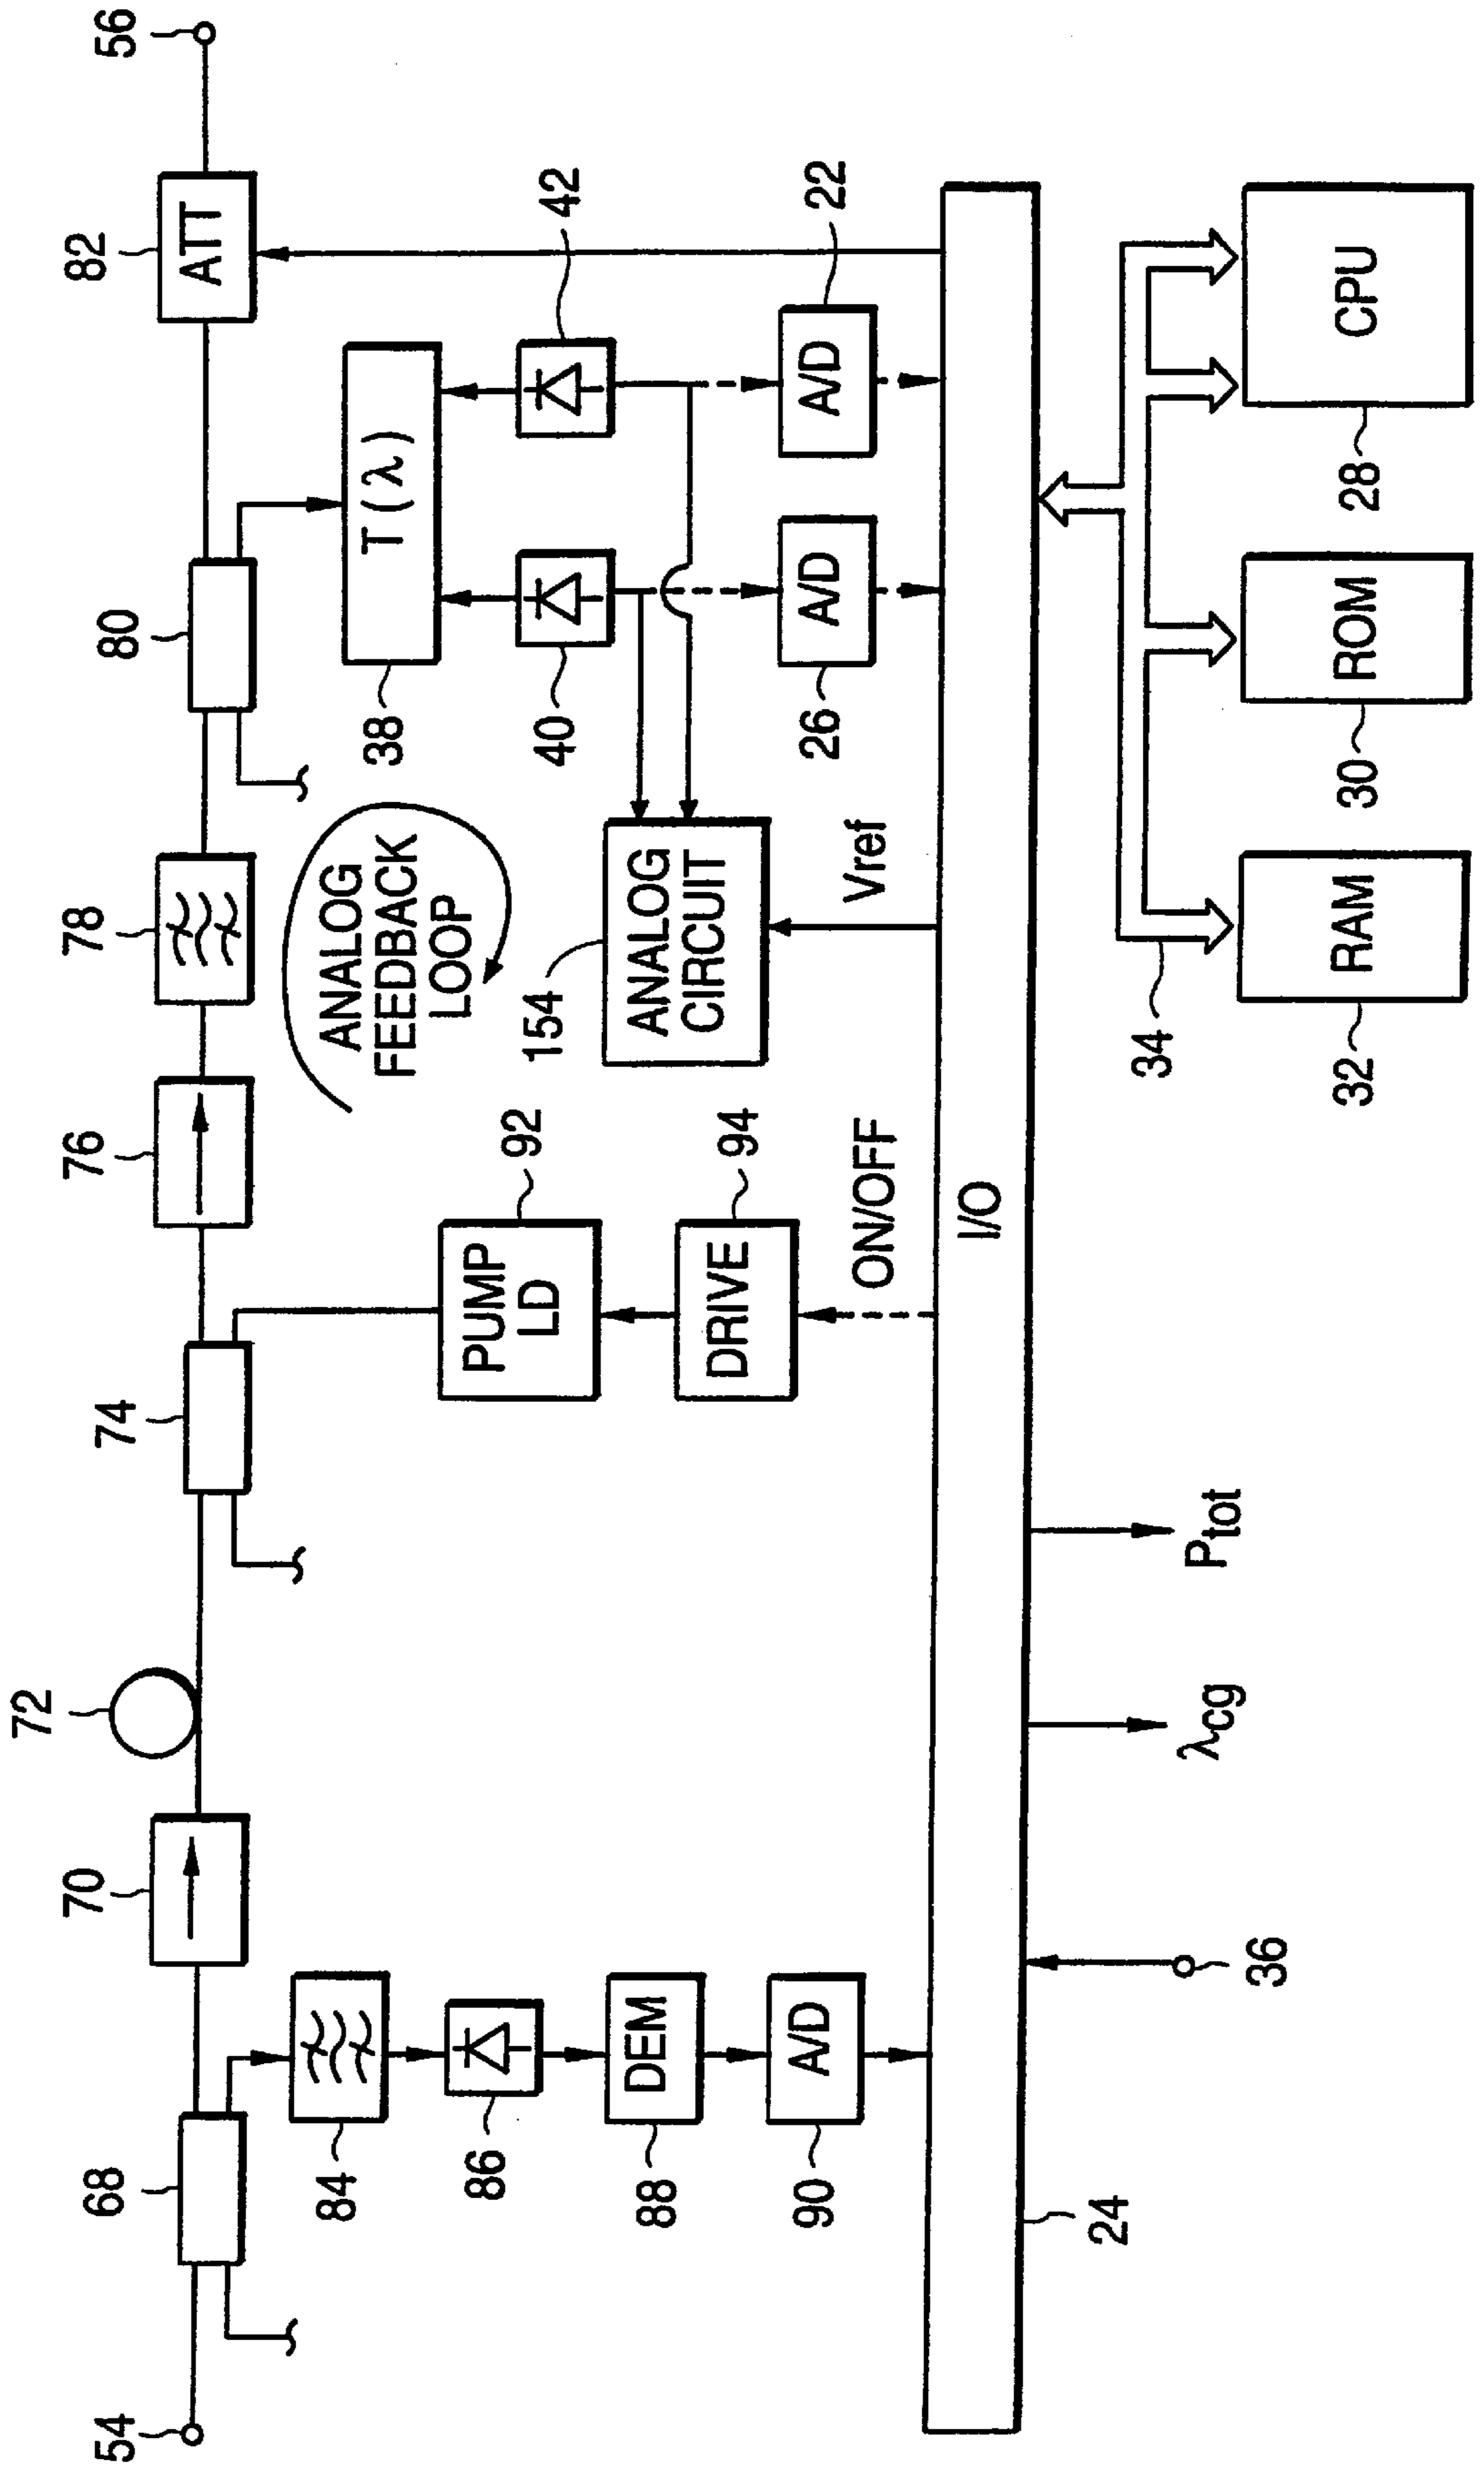 54
68
70
72
74
76
78
80
82
56
ATT
84
86
88
DEM
90
A/D
PUMP
LD
92
DRIVE
94
ON/OFF
ANALOG
FEEDBACK
LOOP
154
ANALOG
CIRCUIT
Vref
38
T(λ)
40
42
26
A/D
22
A/D
I/O
24
36
λcg
Ptot
34
RAM
32
ROM
30
CPU
28